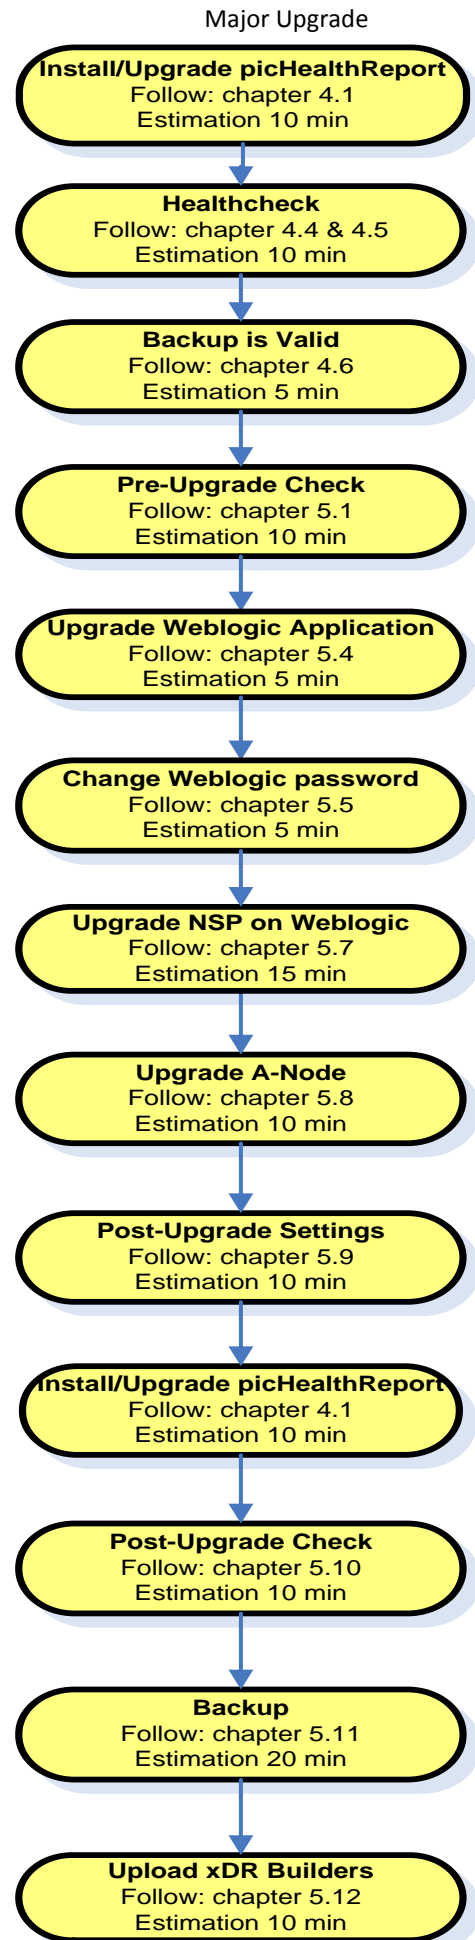 Major Upgrade
Install/Upgrade picHealthReport
Follow: chapter 4.1
Estimation 10 min
Healthcheck
Follow: chapter 4.4 & 4.5
Estimation 10 min
Backup is Valid
Follow: chapter 4.6
Estimation 5 min
Pre-Upgrade Check
Follow: chapter 5.1
Estimation 10 min
Upgrade Weblogic Application
Follow: chapter 5.4
Estimation 5 min
Change Weblogic password
Follow: chapter 5.5
Estimation 5 min
Upgrade NSP on Weblogic
Follow: chapter 5.7
Estimation 15 min
Upgrade A-Node
Follow: chapter 5.8
Estimation 10 min
Post-Upgrade Settings
Follow: chapter 5.9
Estimation 10 min
Install/Upgrade picHealthReport
Follow: chapter 4.1
Estimation 10 min
Post-Upgrade Check
Follow: chapter 5.10
Estimation 10 min
Backup
Follow: chapter 5.11
Estimation 20 min
Upload xDR Builders
Follow: chapter 5.12
Estimation 10 min